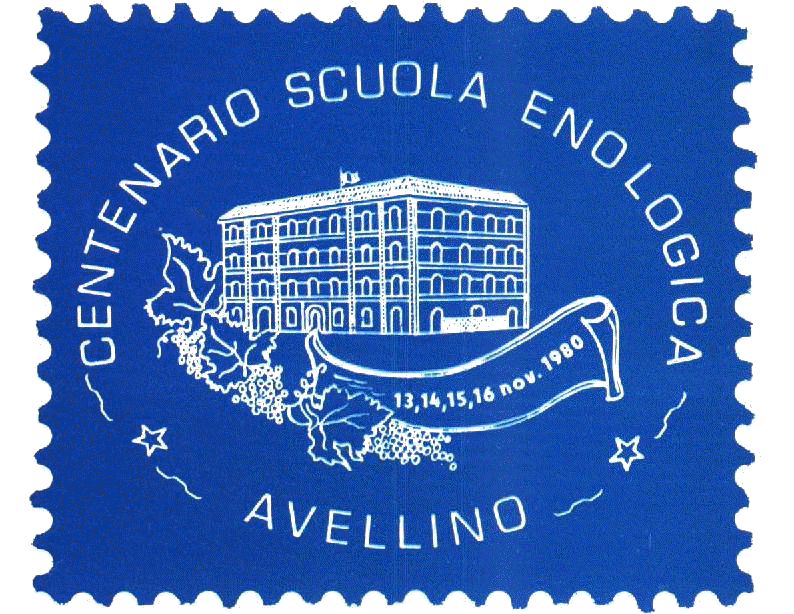 CENTENARIO SCUOLA ENOLOGICA
13,14,15,16 nov. 1980
AVELLINO